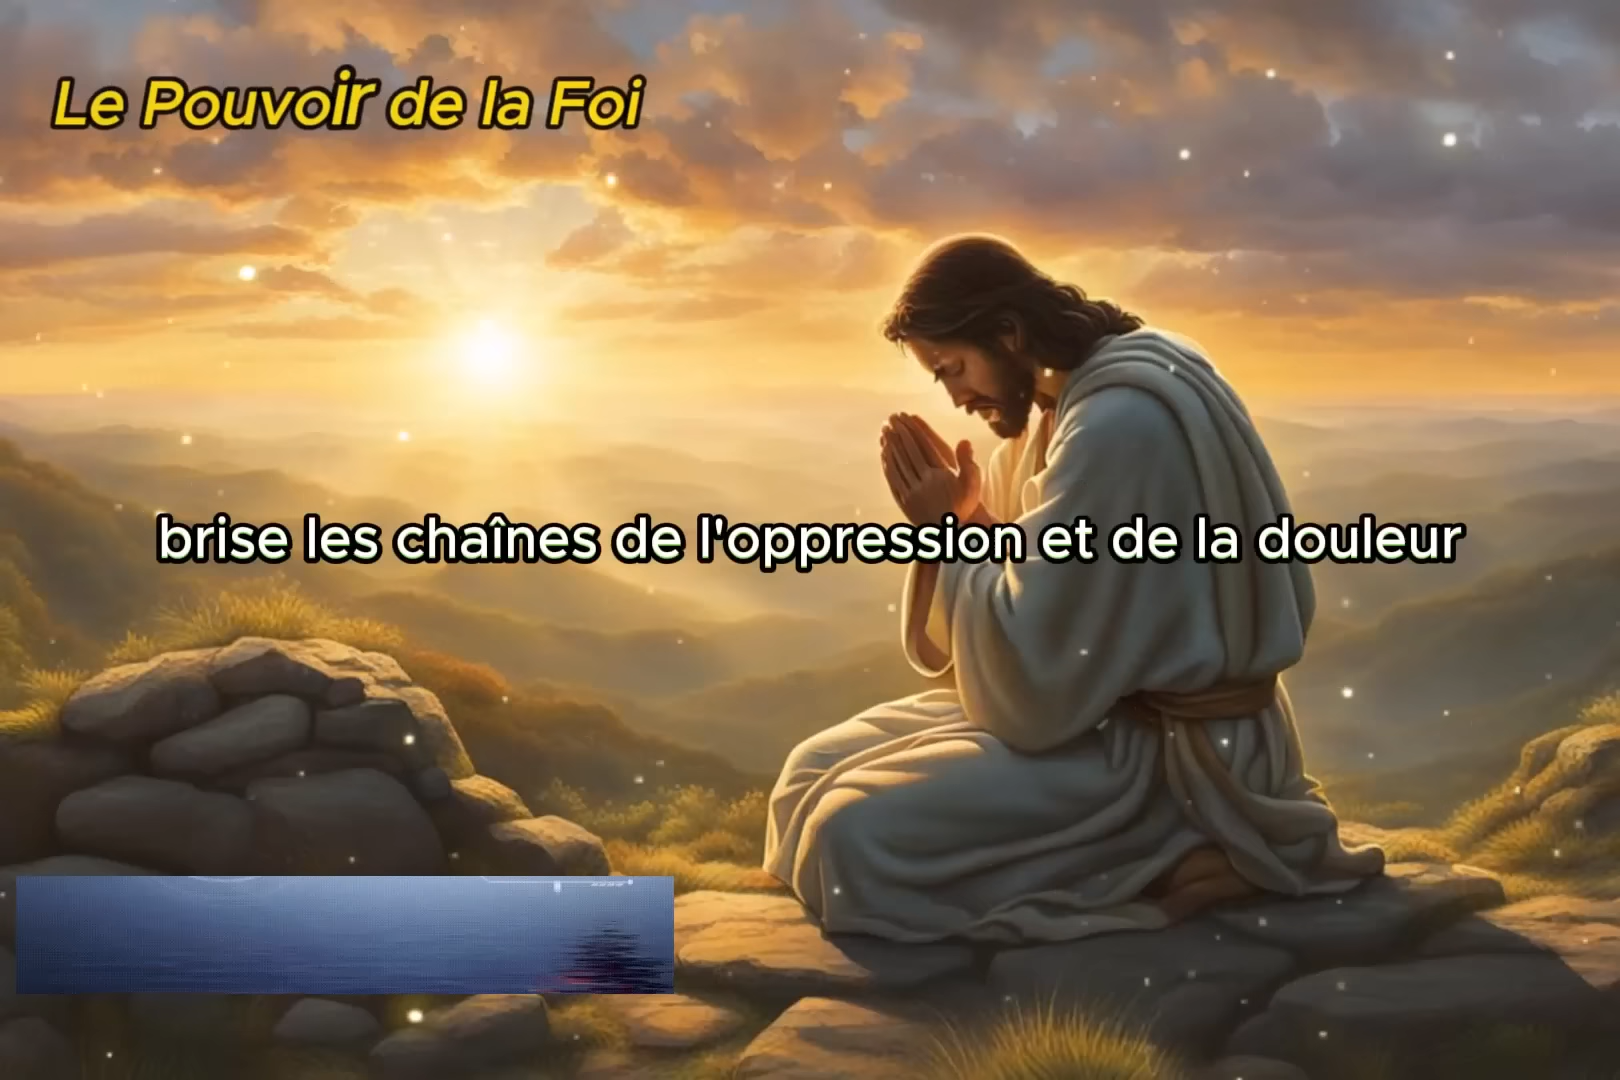 Le Pouvoir de la Foi
brise les chaînes de l'oppression et de la douleur